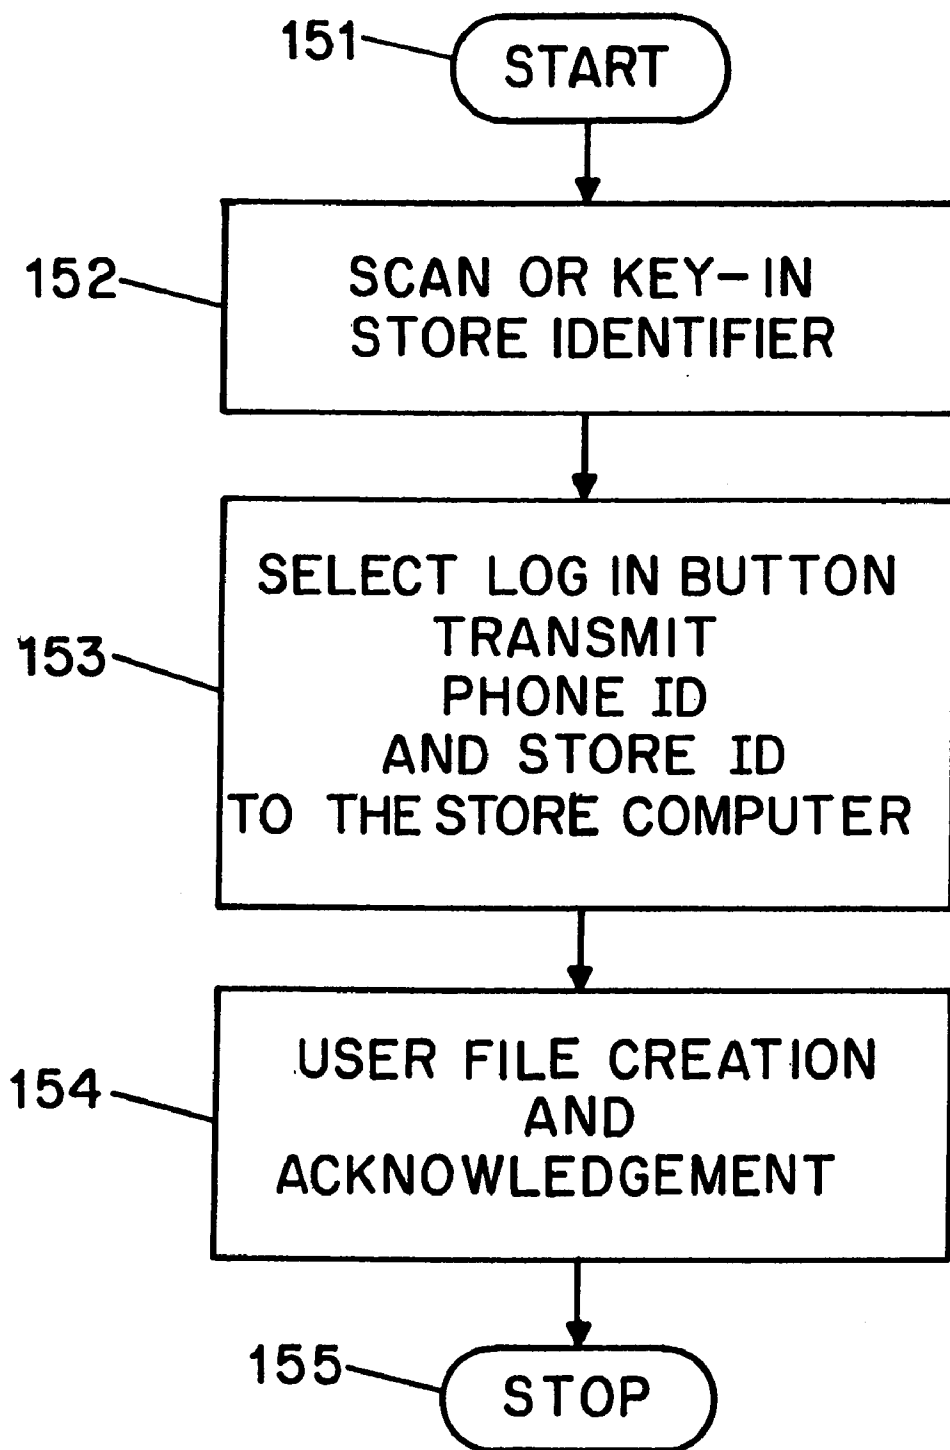 151
START
152
SCAN OR KEY-IN
STORE IDENTIFIER
153
SELECT LOG IN BUTTON
TRANSMIT
PHONE ID
AND STORE ID
TO THE STORE COMPUTER
154
USER FILE CREATION
AND
ACKNOWLEDGEMENT
155
STOP